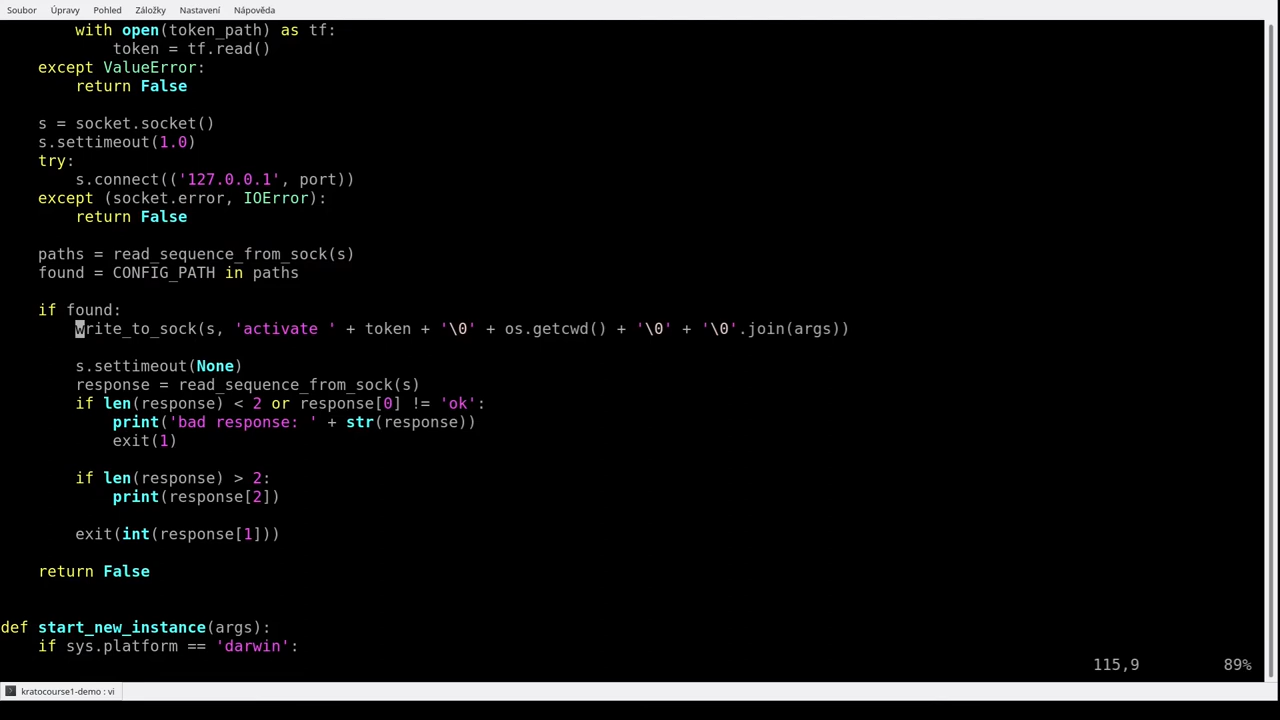 Soubor Úpravy Pohled Záložky Nastavení Nápověda
        with open(token_path) as tf:
            token = tf.read()
    except ValueError:
        return False

    s = socket.socket()
    s.settimeout(1.0)
    try:
        s.connect(('127.0.0.1', port))
    except (socket.error, IOError):
        return False

    paths = read_sequence_from_sock(s)
    found = CONFIG_PATH in paths

    if found:
        write_to_sock(s, 'activate ' + token + '\0' + os.getcwd() + '\0' + '\0'.join(args))

        s.settimeout(None)
        response = read_sequence_from_sock(s)
        if len(response) < 2 or response[0] != 'ok':
            print('bad response: ' + str(response))
            exit(1)

        if len(response) > 2:
            print(response[2])

        exit(int(response[1]))

    return False


def start_new_instance(args):
    if sys.platform == 'darwin':
115,9 89%
kratocourse1-demo : vi